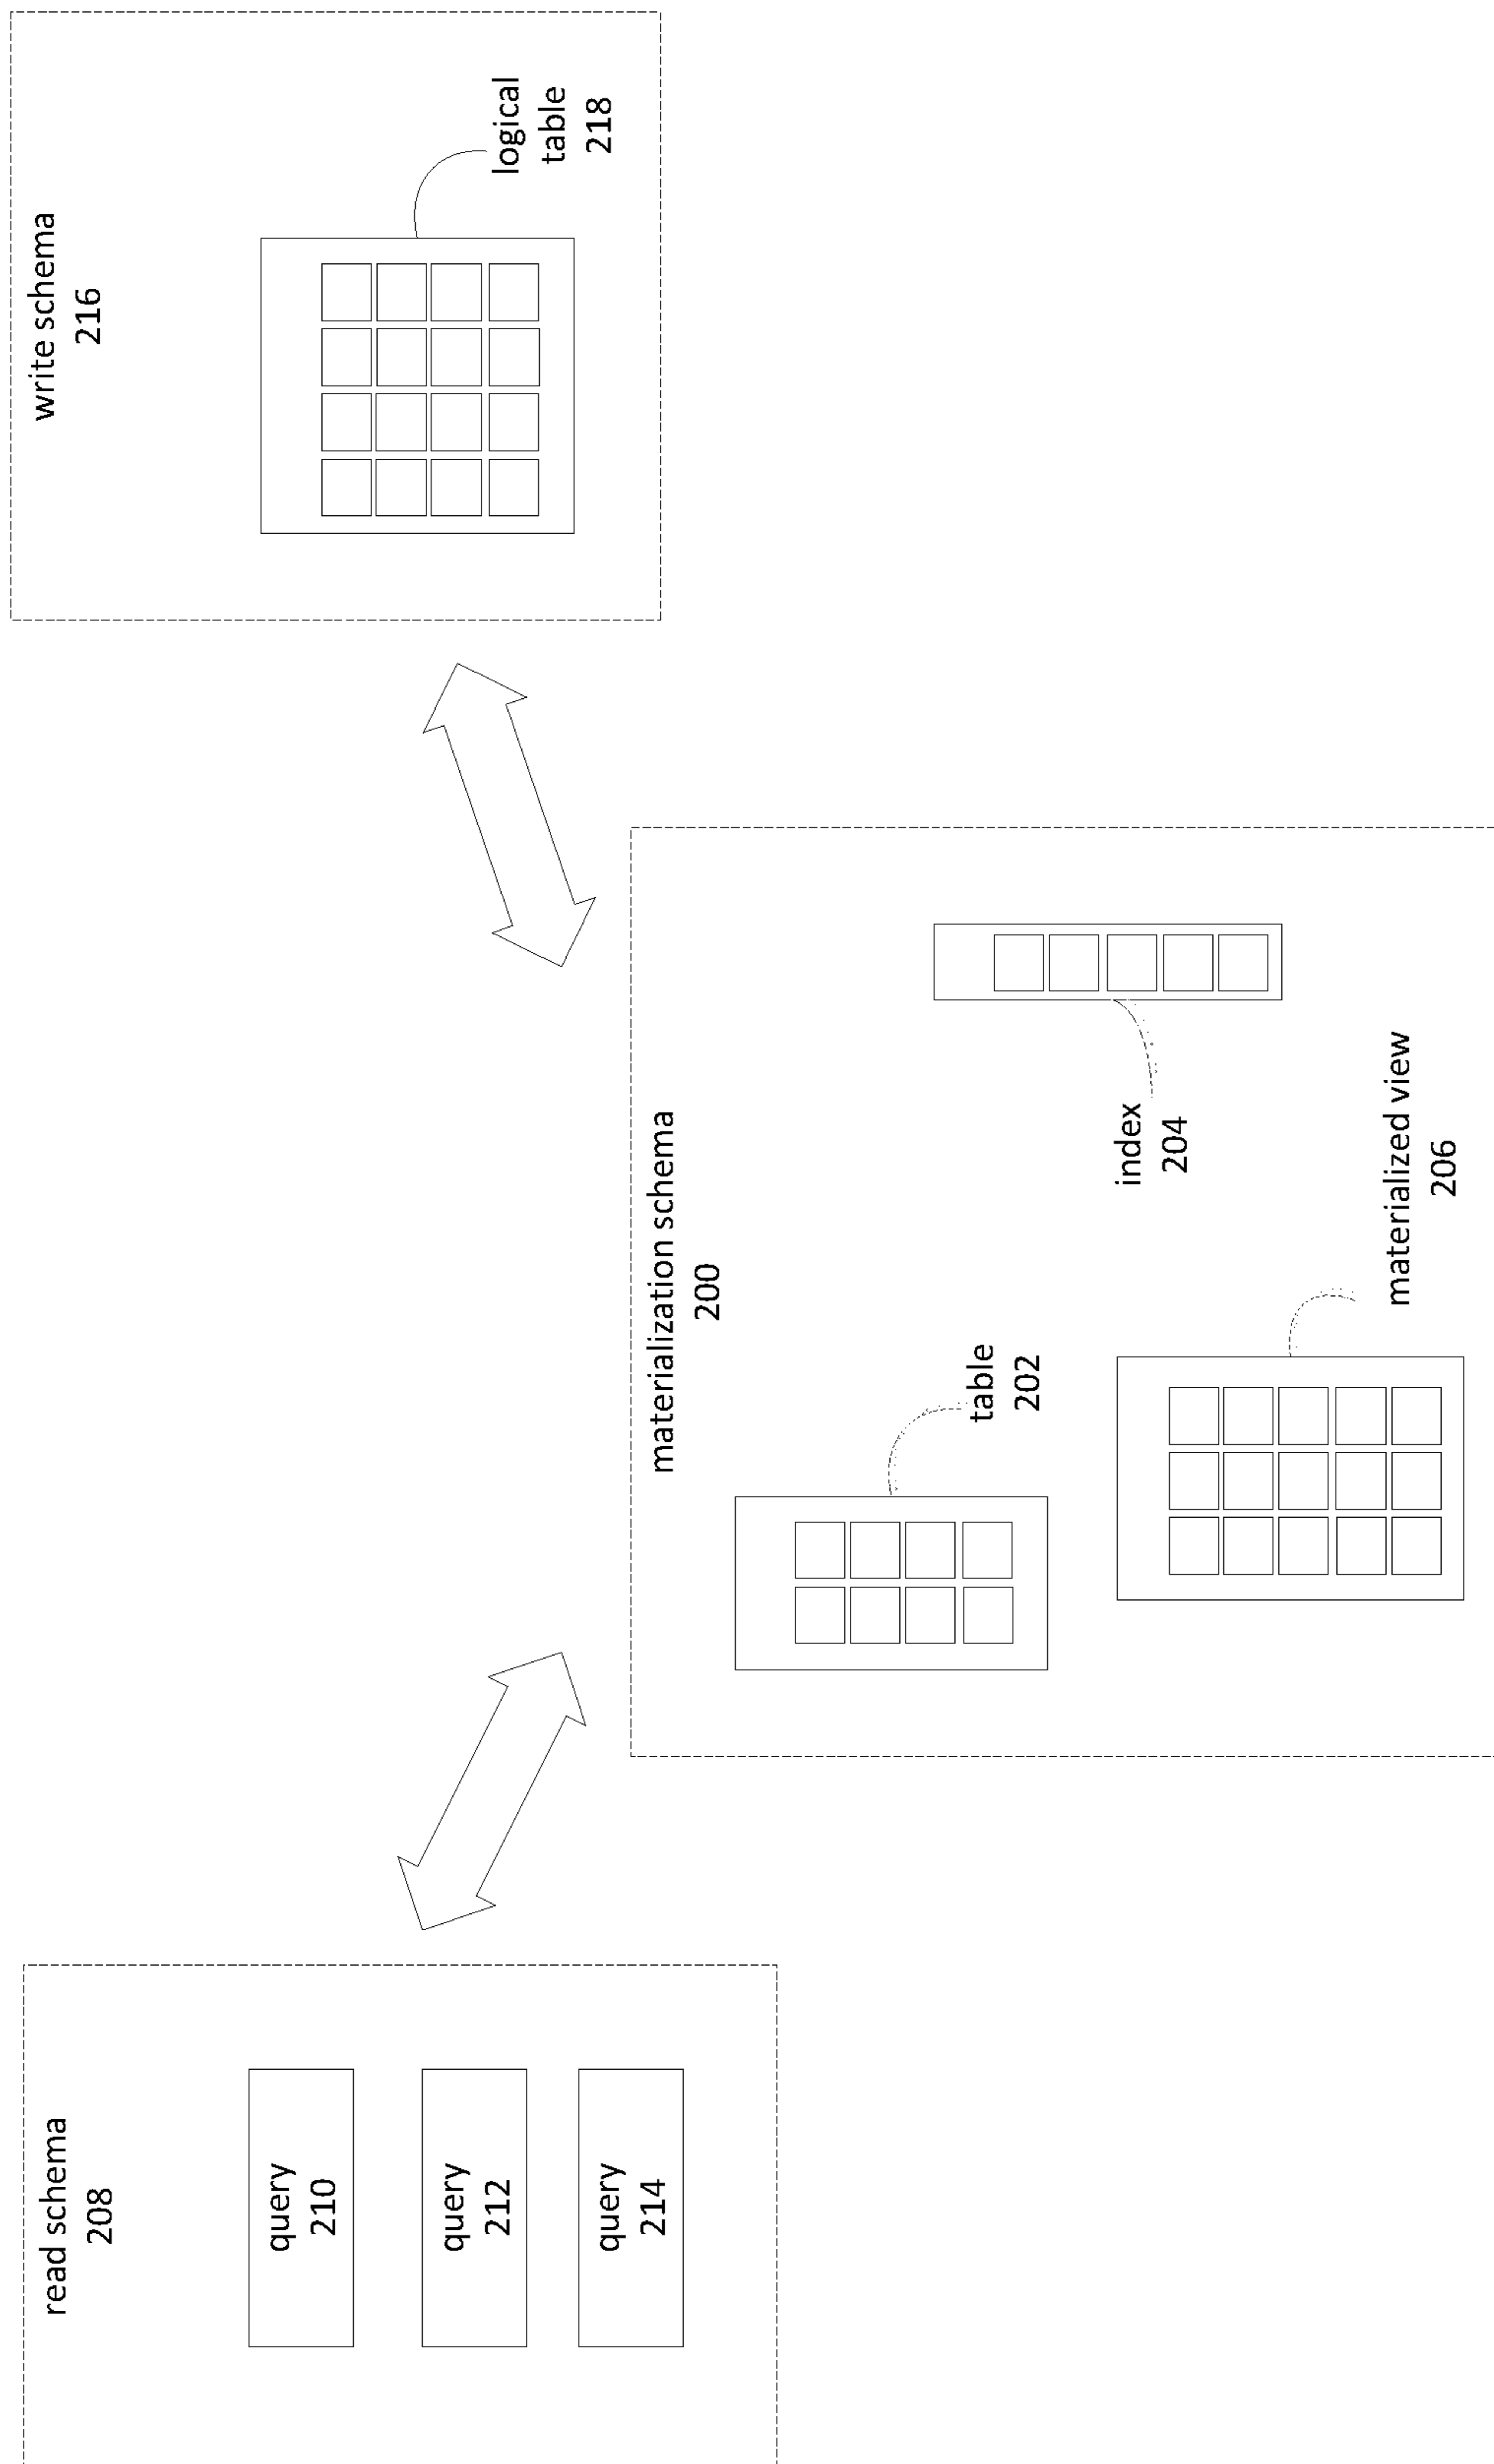 read schema
208
query
210
query
212
query
214
materialization schema
200
table
202
index
204
materialized view
206
write schema
216
logical
table
218